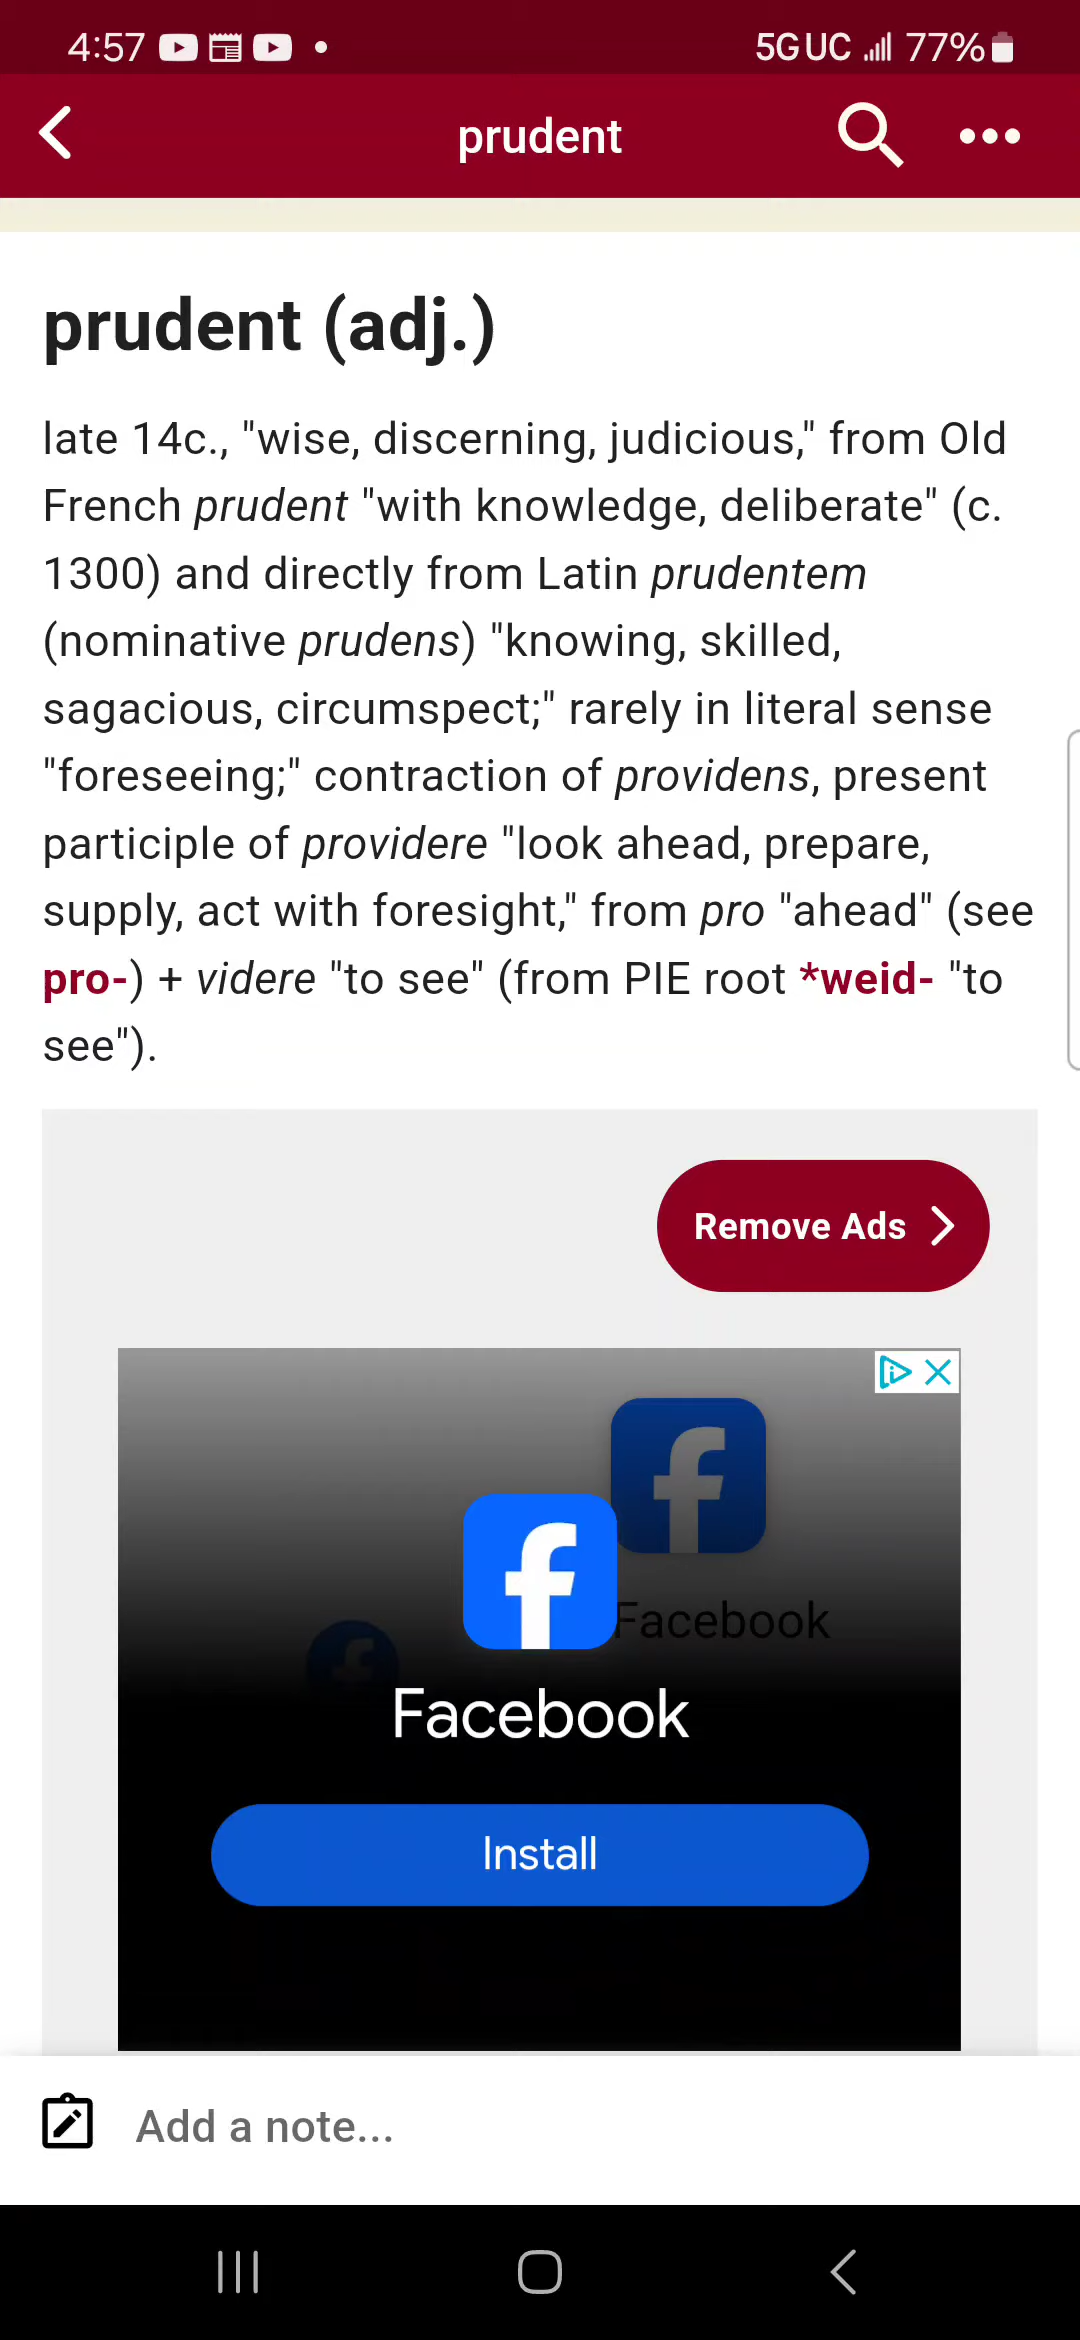 4:57
5G UC 77%
prudent
prudent (adj.)
late 14c., "wise, discerning, judicious," from Old
French prudent "with knowledge, deliberate" (c.
1300) and directly from Latin prudentem
(nominative prudens) "knowing, skilled,
sagacious, circumspect;" rarely in literal sense
"foreseeing;" contraction of providens, present
participle of providere "look ahead, prepare,
supply, act with foresight," from pro "ahead" (see
pro-) + videre "to see" (from PIE root *weid- "to
see").
Remove Ads
Facebook
Facebook
Install
Add a note...